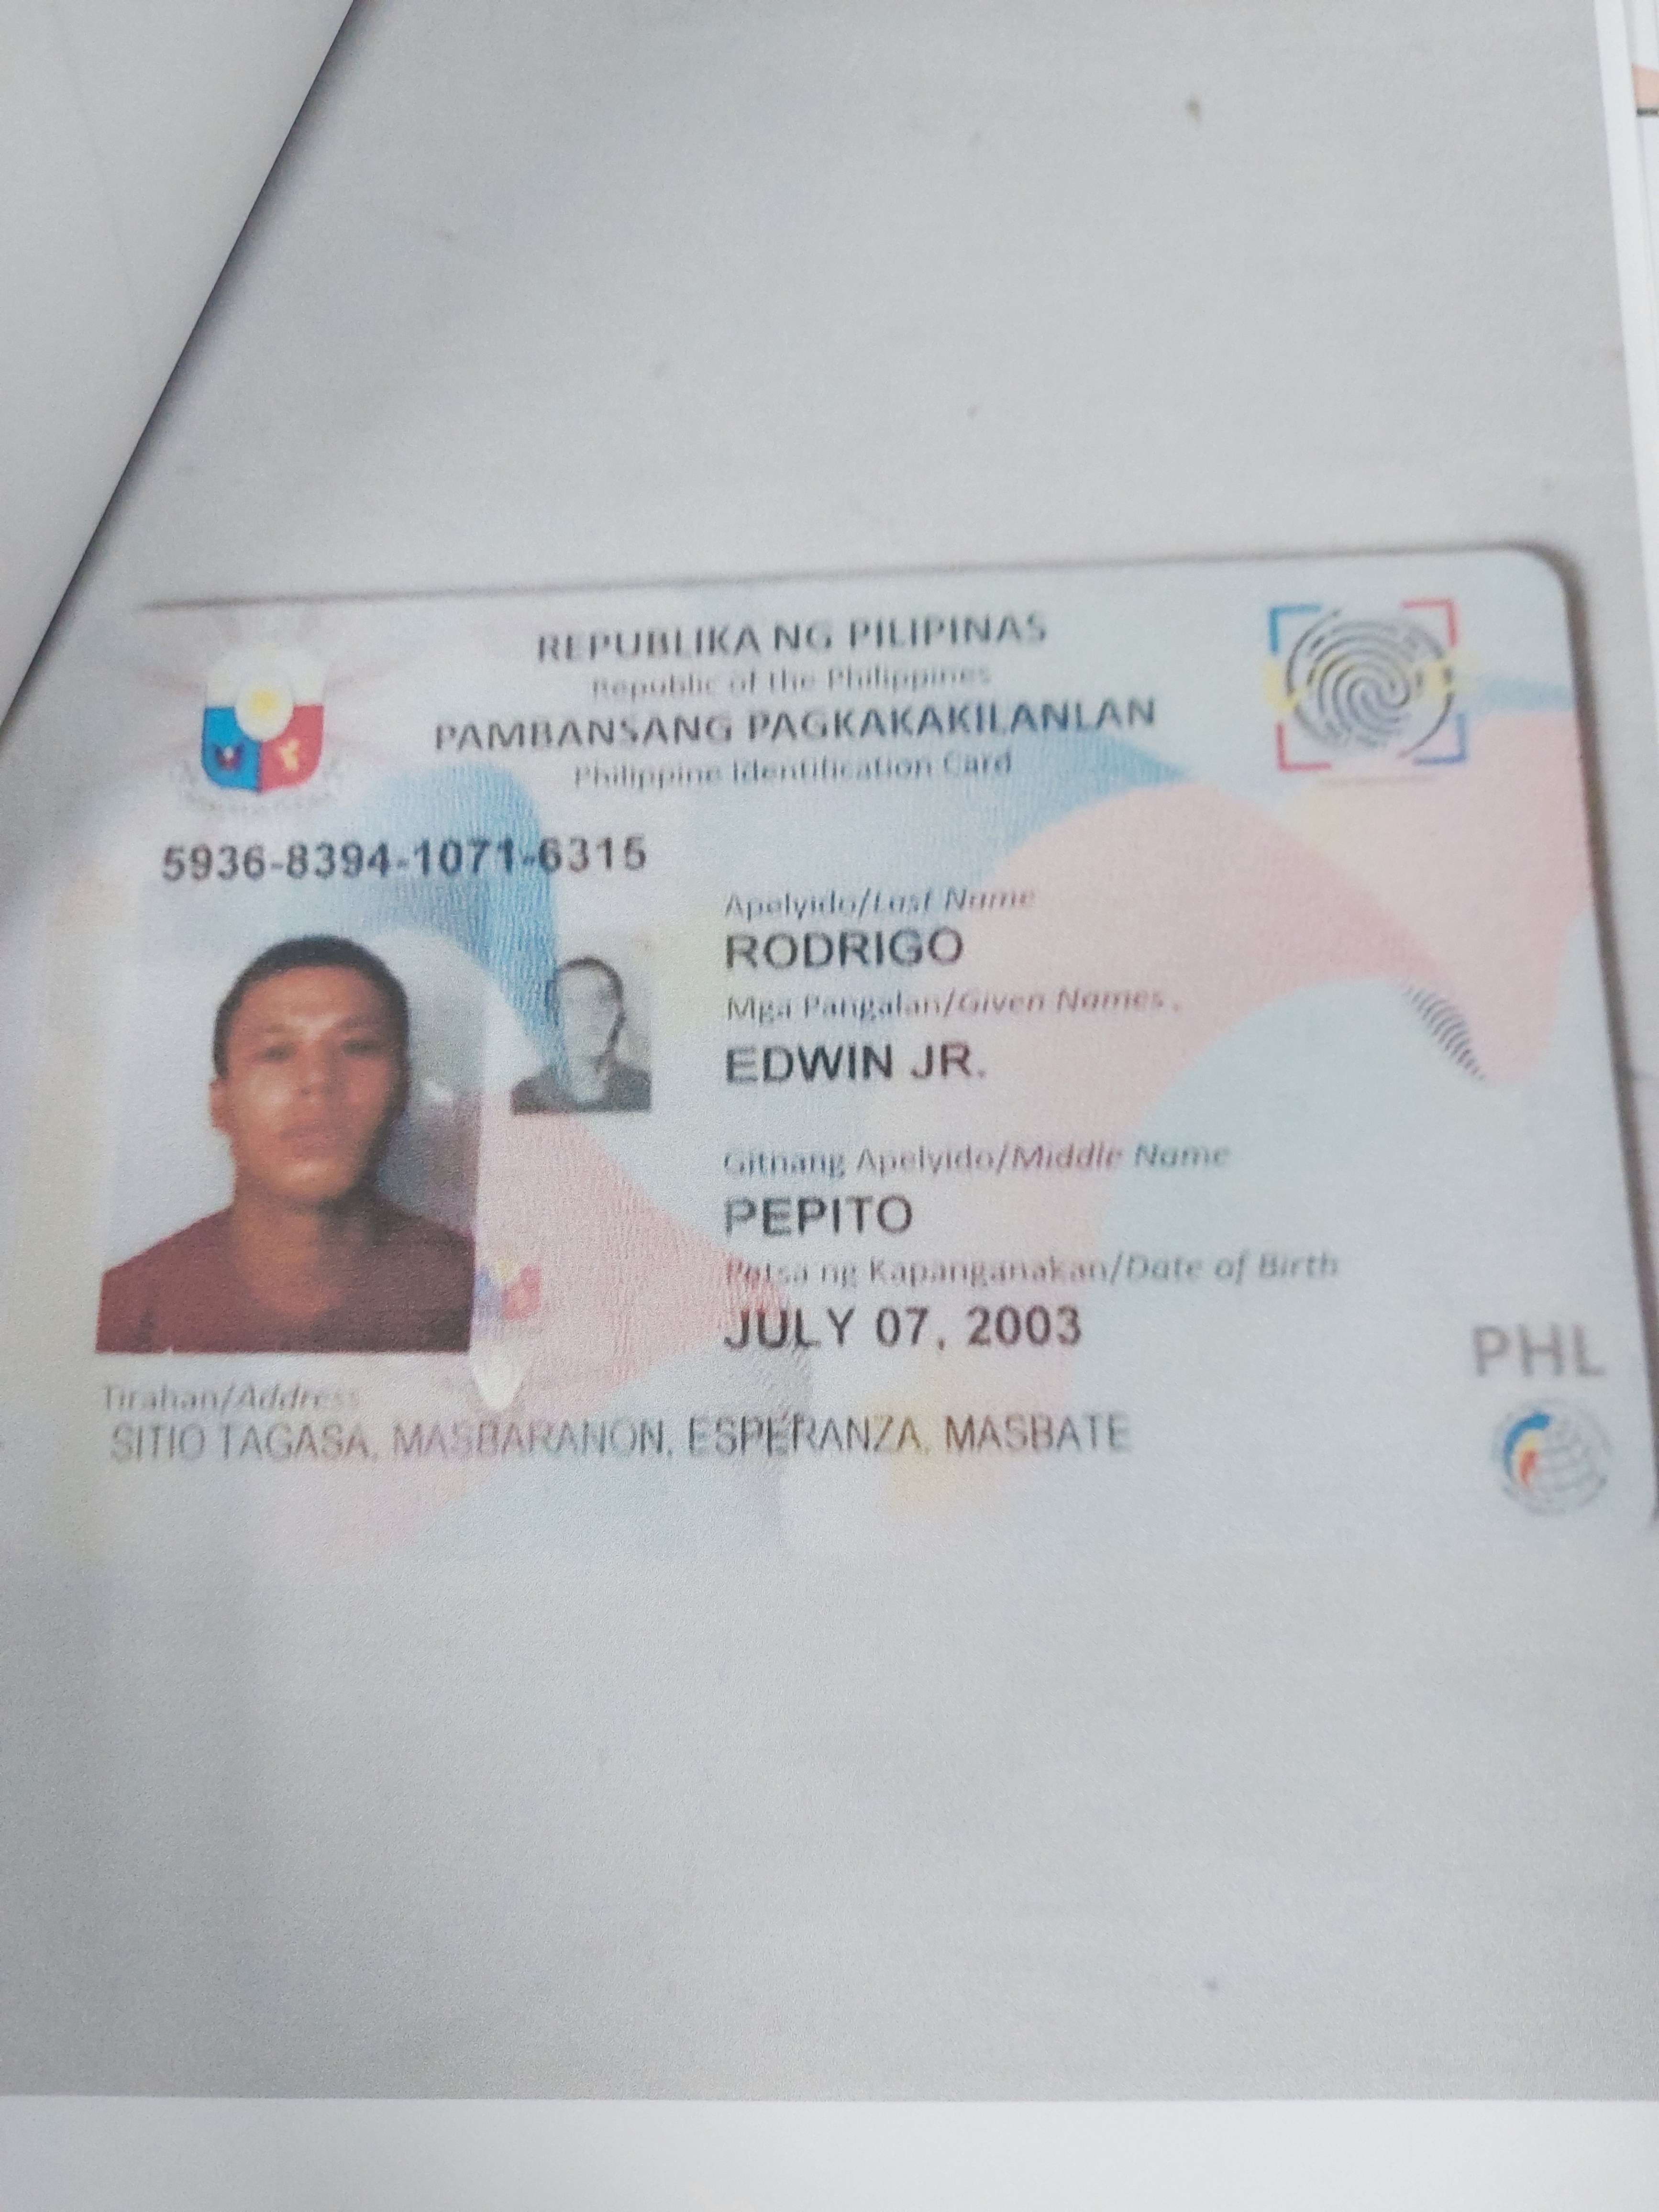 REPUBLIKA NG PILIPINAS
Republic of the Philippines
PAMBANSANG PAGKAKAKILANLAN
Philippine Identification Card
5936-8394-1071-6315
Apelyido/Last Name
RODRIGO
Mga Pangalan/Given Names
EDWIN JR.
Gitnang Apelyido/Middle Name
PEPITO
Petsa ng Kapanganakan/Date of Birth
JULY 07, 2003
PHL
Tirahan/Address
SITIO TAGASA, MASBARANON, ESPERANZA, MASBATE